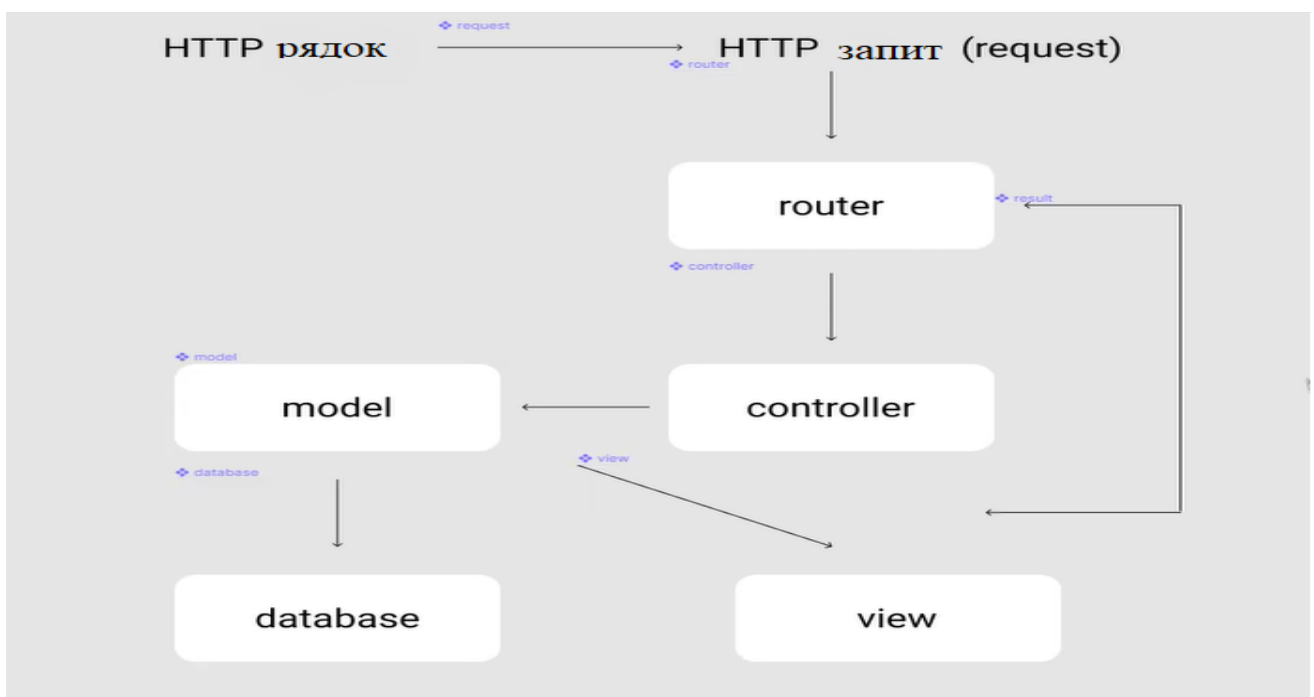 request
HTTP рядок
HTTP запит (request)
router
router
result
controller
model
model
controller
view
database
database
view